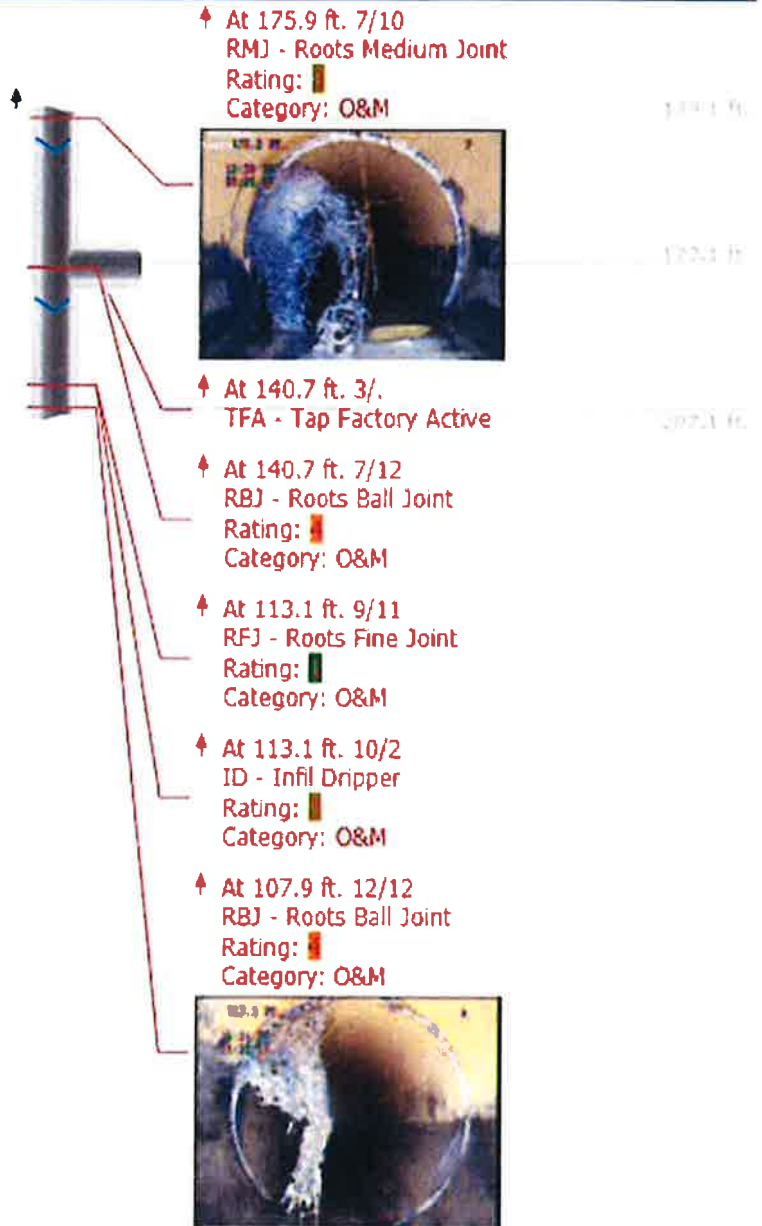 At 175.9 ft. 7/10
RMJ - Roots Medium Joint
Rating:
Category: O&M
At 140.7 ft. 3/.
TFA - Tap Factory Active
At 140.7 ft. 7/12
RBJ - Roots Ball Joint
Rating: 4
Category: O&M
At 113.1 ft. 9/11
RFJ - Roots Fine Joint
Rating:
Category: O&M
At 113.1 ft. 10/2
ID - Infil Dripper
Rating:
Category: O&M
At 107.9 ft. 12/12
RBJ - Roots Ball Joint
Rating: 4
Category: O&M